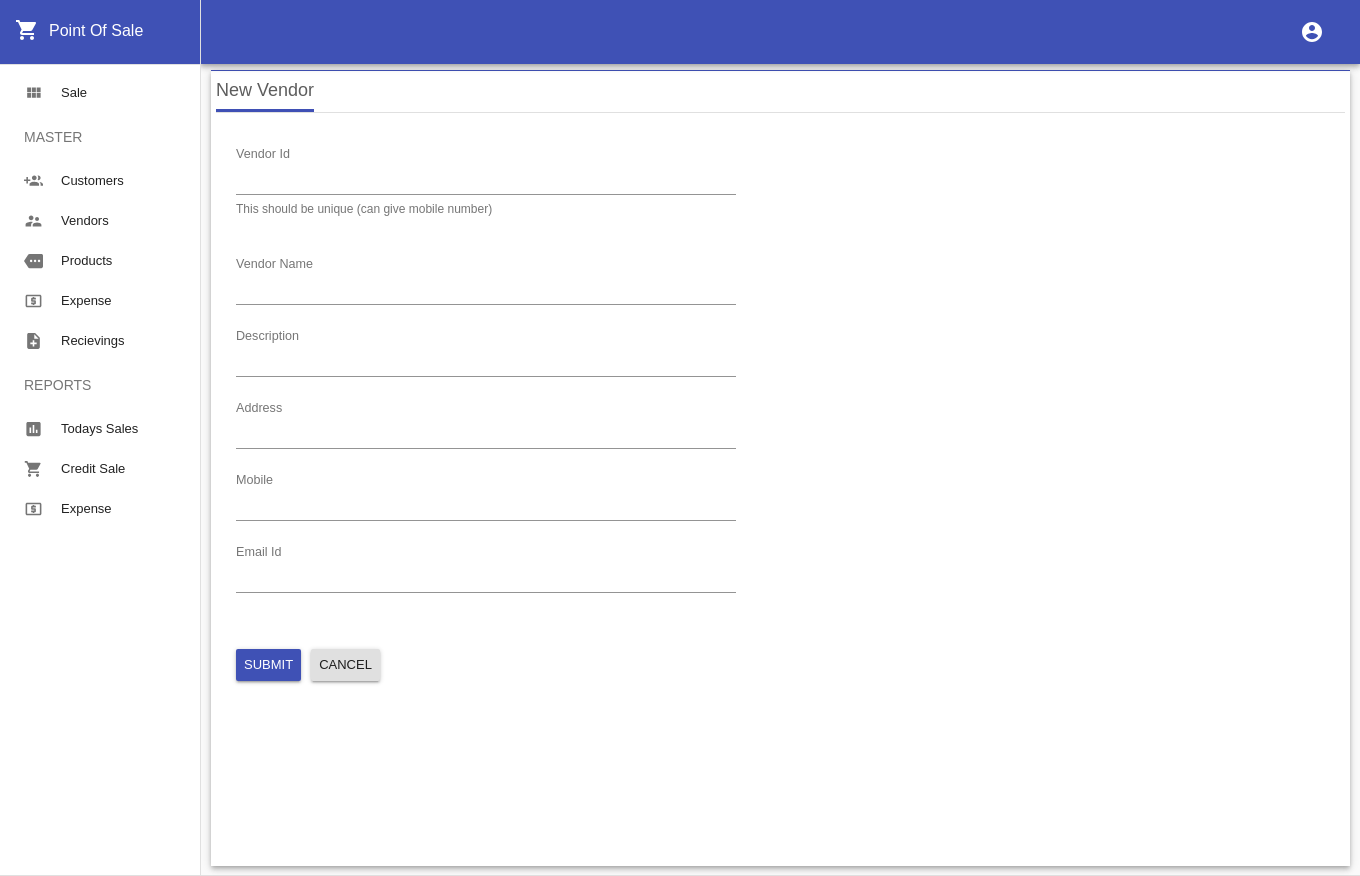 Point Of Sale
Sale
MASTER
Customers
Vendors
Products
Expense
Recievings
REPORTS
Todays Sales
Credit Sale
Expense
New Vendor
Vendor Id
This should be unique (can give mobile number)
Vendor Name
Description
Address
Mobile
Email Id
SUBMIT CANCEL